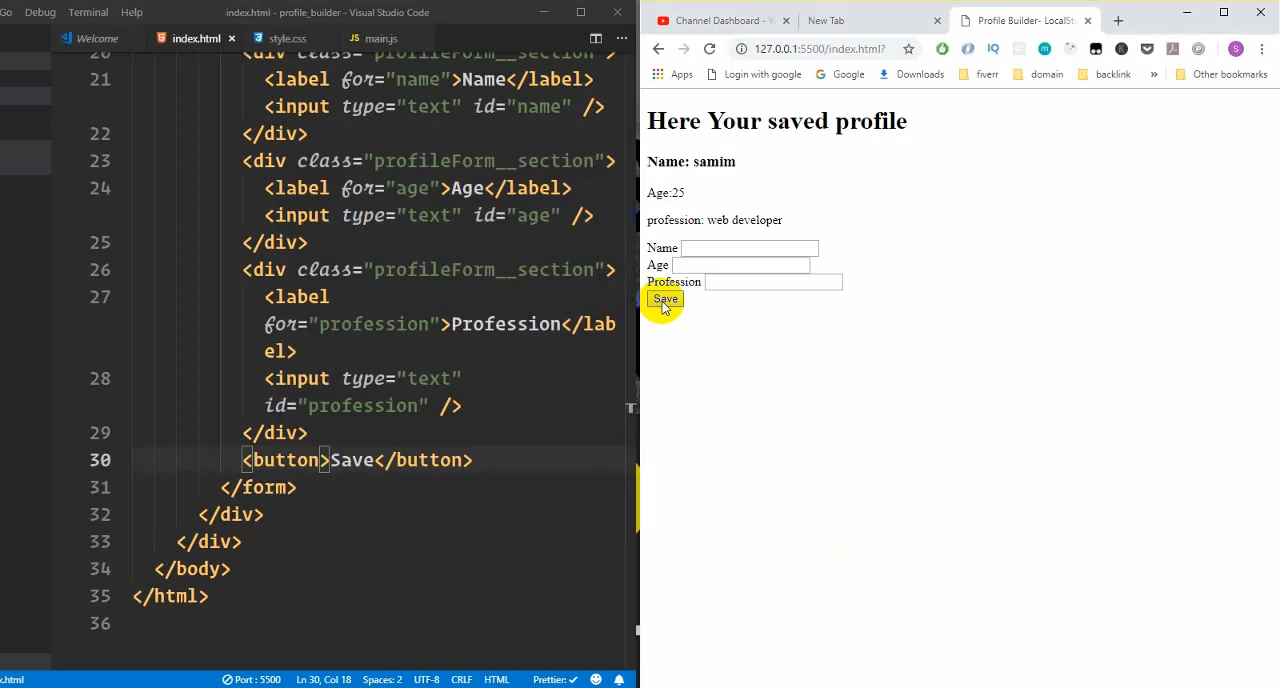 Go Debug Terminal Help index.html - profile_builder - Visual Studio Code
Welcome index.html style.css JS main.js
20 <div class="profileForm__section">
21 <label for="name">Name</label>
<input type="text" id="name" />
22 </div>
23 <div class="profileForm__section">
24 <label for="age">Age</label>
<input type="text" id="age" />
25 </div>
26 <div class="profileForm__section">
27 <label
for="profession">Profession</lab
el>
28 <input type="text"
id="profession" />
29 </div>
30 <button>Save</button>
31 </form>
32 </div>
33 </div>
34 </body>
35 </html>
36
x.html Port : 5500 Ln 30, Col 18 Spaces: 2 UTF-8 CRLF HTML Prettier: ✓
Channel Dashboard - Y New Tab Profile Builder- LocalSt
127.0.0.1:5500/index.html? IQ m K P S
Apps Login with google Google Downloads fiverr domain backlink » Other bookmarks
Here Your saved profile
Name: samim
Age:25
profession: web developer
Name
Age
Profession
Save